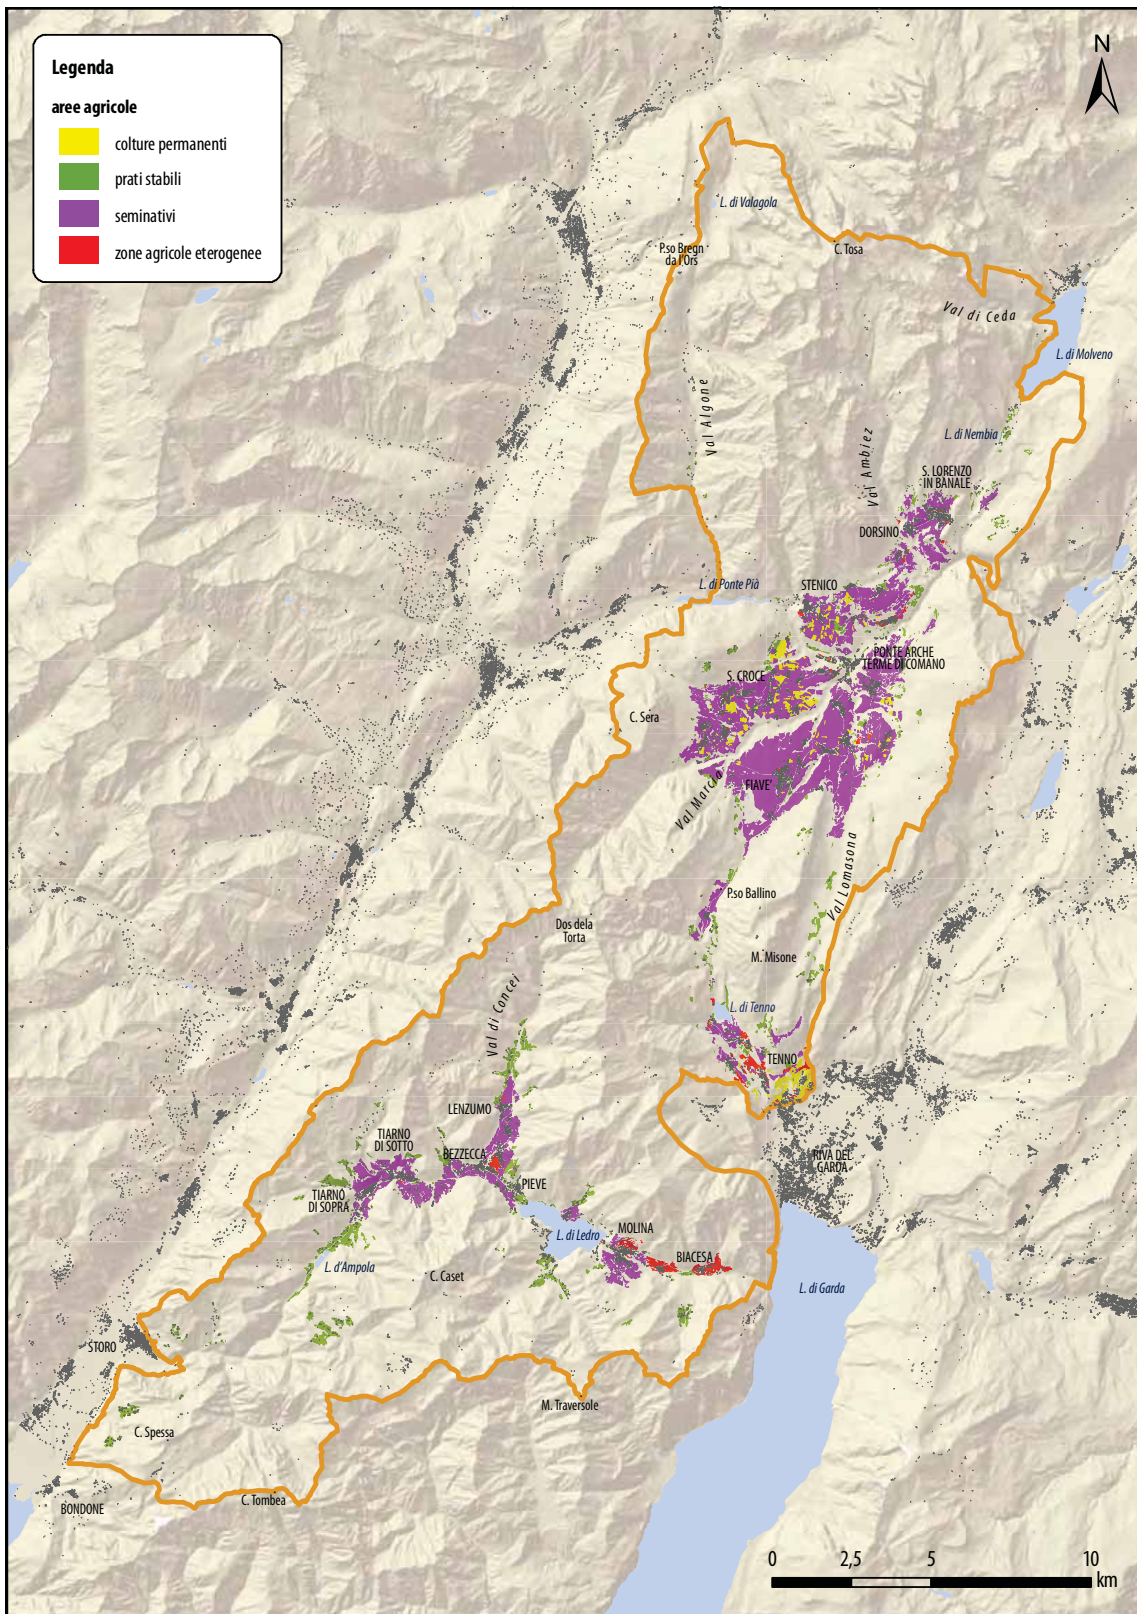 Legenda
aree agricole
colture permanenti
prati stabili
seminativi
zone agricole eterogenee
N
L. di Valagola
P.so Bregn
da l'Ors
C. Tosa
Val di Ceda
L. di Molveno
Val Algone
Val Ambiez
L. di Nembia
S. LORENZO
IN BANALE
DORSINO
L. di Ponte Pià
STENICO
PONTE ARCHE
TERME DI COMANO
S. CROCE
C. Sera
FIAVE'
Val Marcia
Val Lomasona
P.so Ballino
Dos dela
Torta
M. Misone
Val di Concei
L. di Tenno
TENNO
LENZUMO
TIARNO
DI SOTTO
BEZZECCA
RIVA DEL
GARDA
TIARNO
DI SOPRA
PIEVE
L. di Ledro
MOLINA
BIACESA
L. d'Ampola
C. Caset
L. di Garda
STORO
M. Traversole
C. Spessa
C. Tombea
BONDONE
0 2,5 5 10
km